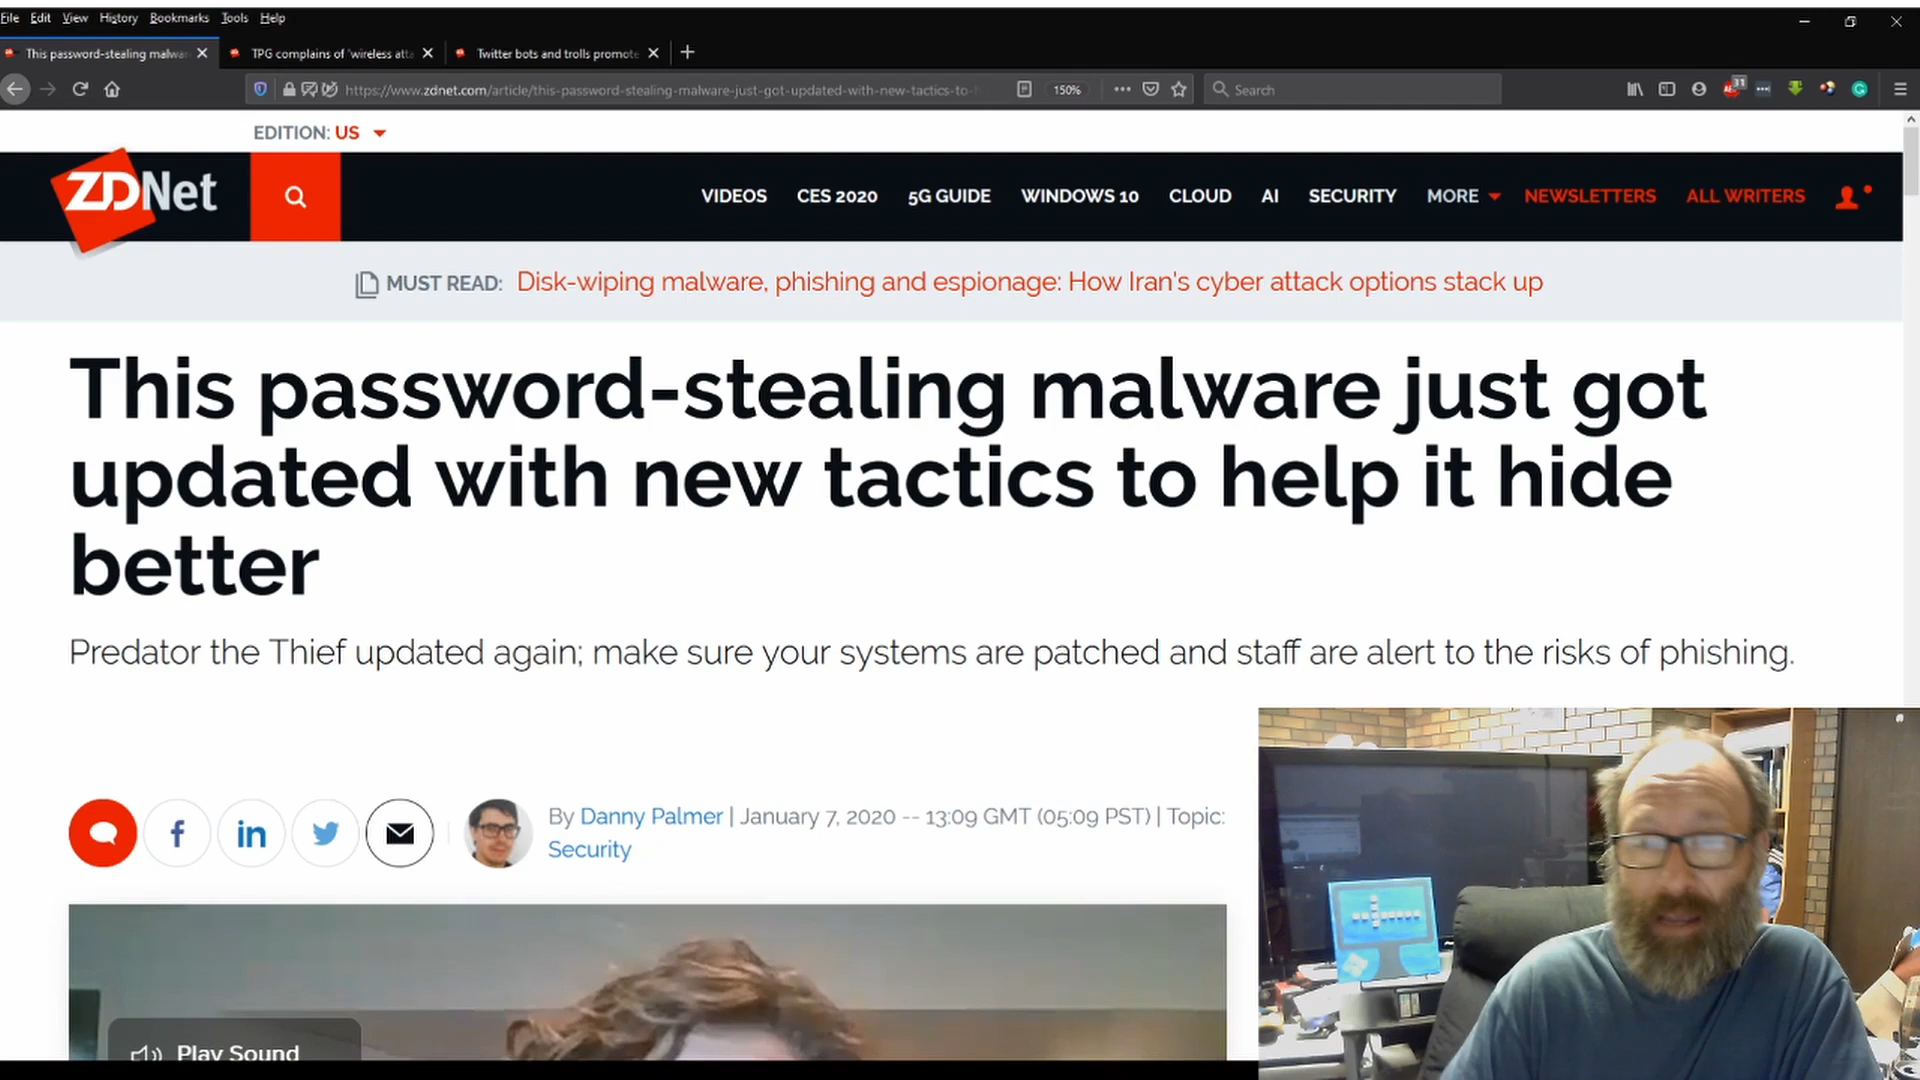 File Edit View History Bookmarks Tools Help
This password-stealing malwar
TPG complains of 'wireless atta
Twitter bots and trolls promote
https://www.zdnet.com/article/this-password-stealing-malware-just-got-updated-with-new-tactics-to-h
150%
Search
31
EDITION: US
ZDNet
VIDEOS CES 2020 5G GUIDE WINDOWS 10 CLOUD AI SECURITY MORE NEWSLETTERS ALL WRITERS
MUST READ: Disk-wiping malware, phishing and espionage: How Iran's cyber attack options stack up
This password-stealing malware just got
updated with new tactics to help it hide
better
Predator the Thief updated again; make sure your systems are patched and staff are alert to the risks of phishing.
f in
By Danny Palmer | January 7, 2020 -- 13:09 GMT (05:09 PST) | Topic:
Security
Play Sound